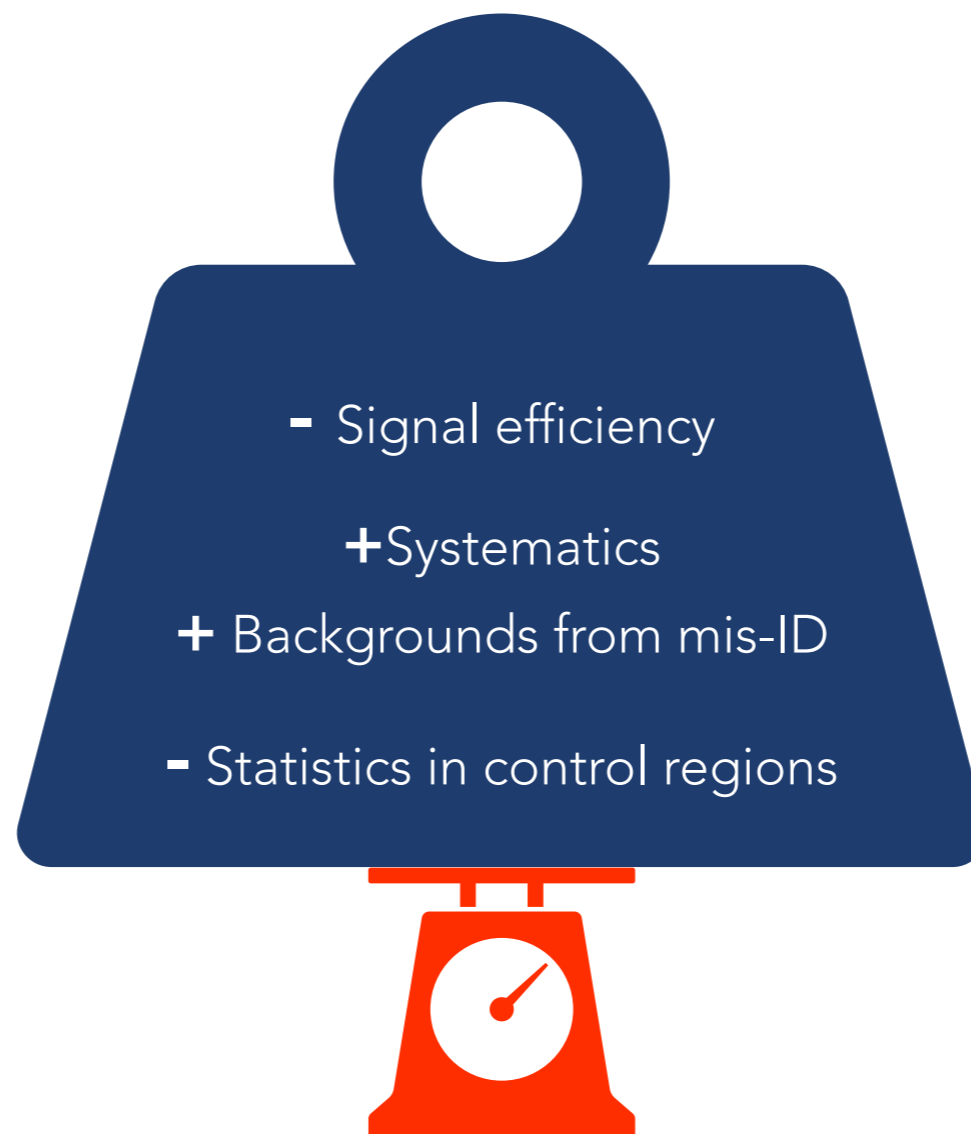 - Signal efficiency
+Systematics
+ Backgrounds from mis-ID
- Statistics in control regions